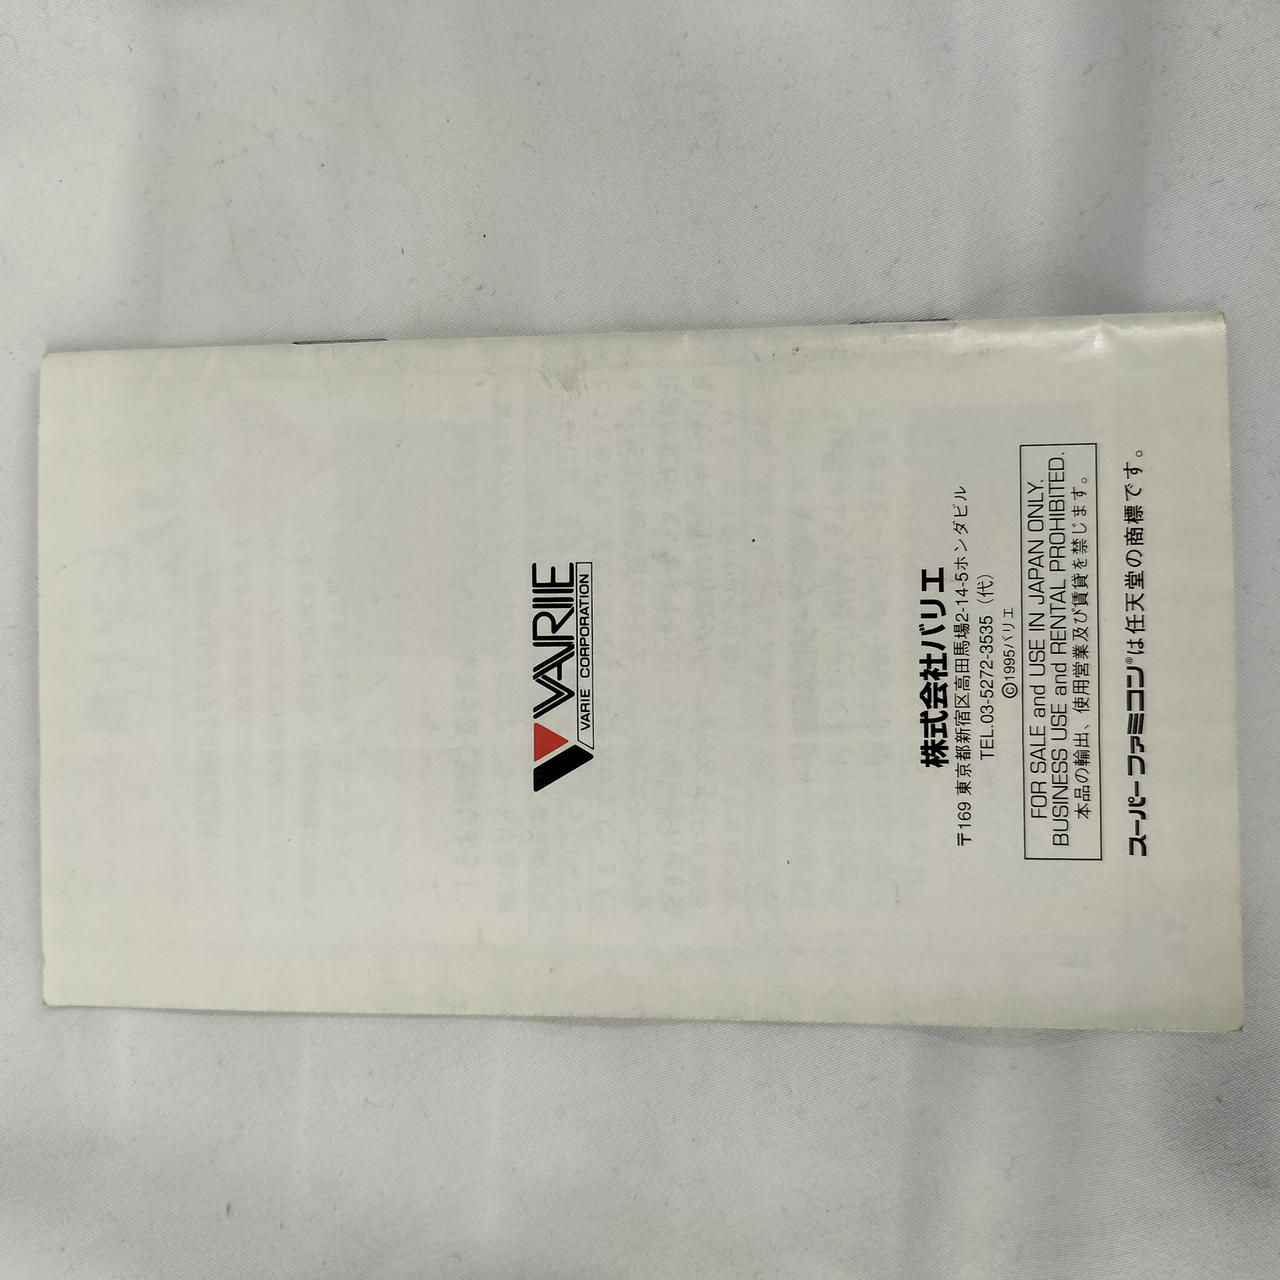 VARIE
VARIE CORPORATION
株式会社バリエ
〒169 東京都新宿区高田馬場2-14-5ホンダビル
TEL.03-5272-3535（代）
©1995バリエ
FOR SALE and USE IN JAPAN ONLY.
BUSINESS USE and RENTAL PROHIBITED.
本品の輸出、使用営業及び賃貸を禁じます。
スーパーファミコン®は任天堂の商標です。